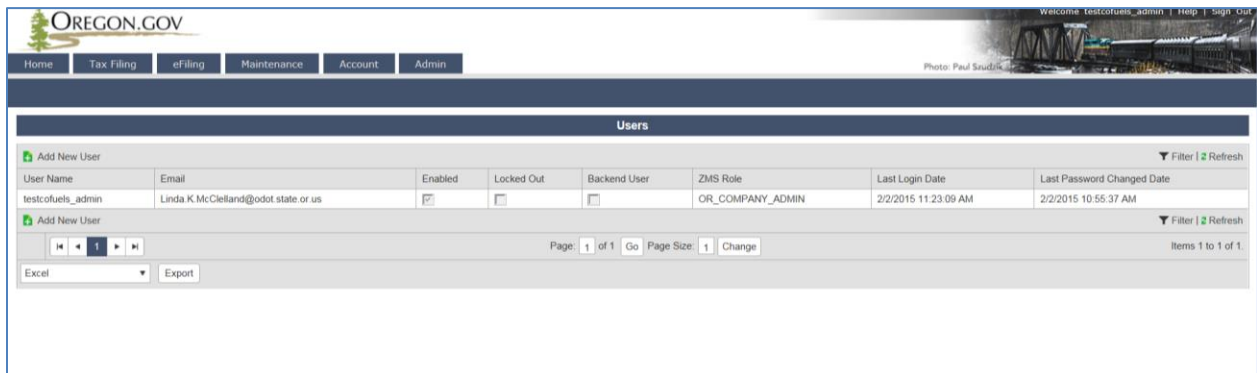 Welcome testcofuels_admin | Help | Sign Out
OREGON.GOV
Home Tax Filing eFiling Maintenance Account Admin
Photo: Paul Szudzik
Users
Add New User Filter | Refresh
User Name Email Enabled Locked Out Backend User ZMS Role Last Login Date Last Password Changed Date
testcofuels_admin Linda.K.McClelland@odot.state.or.us OR_COMPANY_ADMIN 2/2/2015 11:23:09 AM 2/2/2015 10:55:37 AM
Add New User Filter | Refresh
1 Page: 1 of 1 Go Page Size: 1 Change Items 1 to 1 of 1.
Excel Export